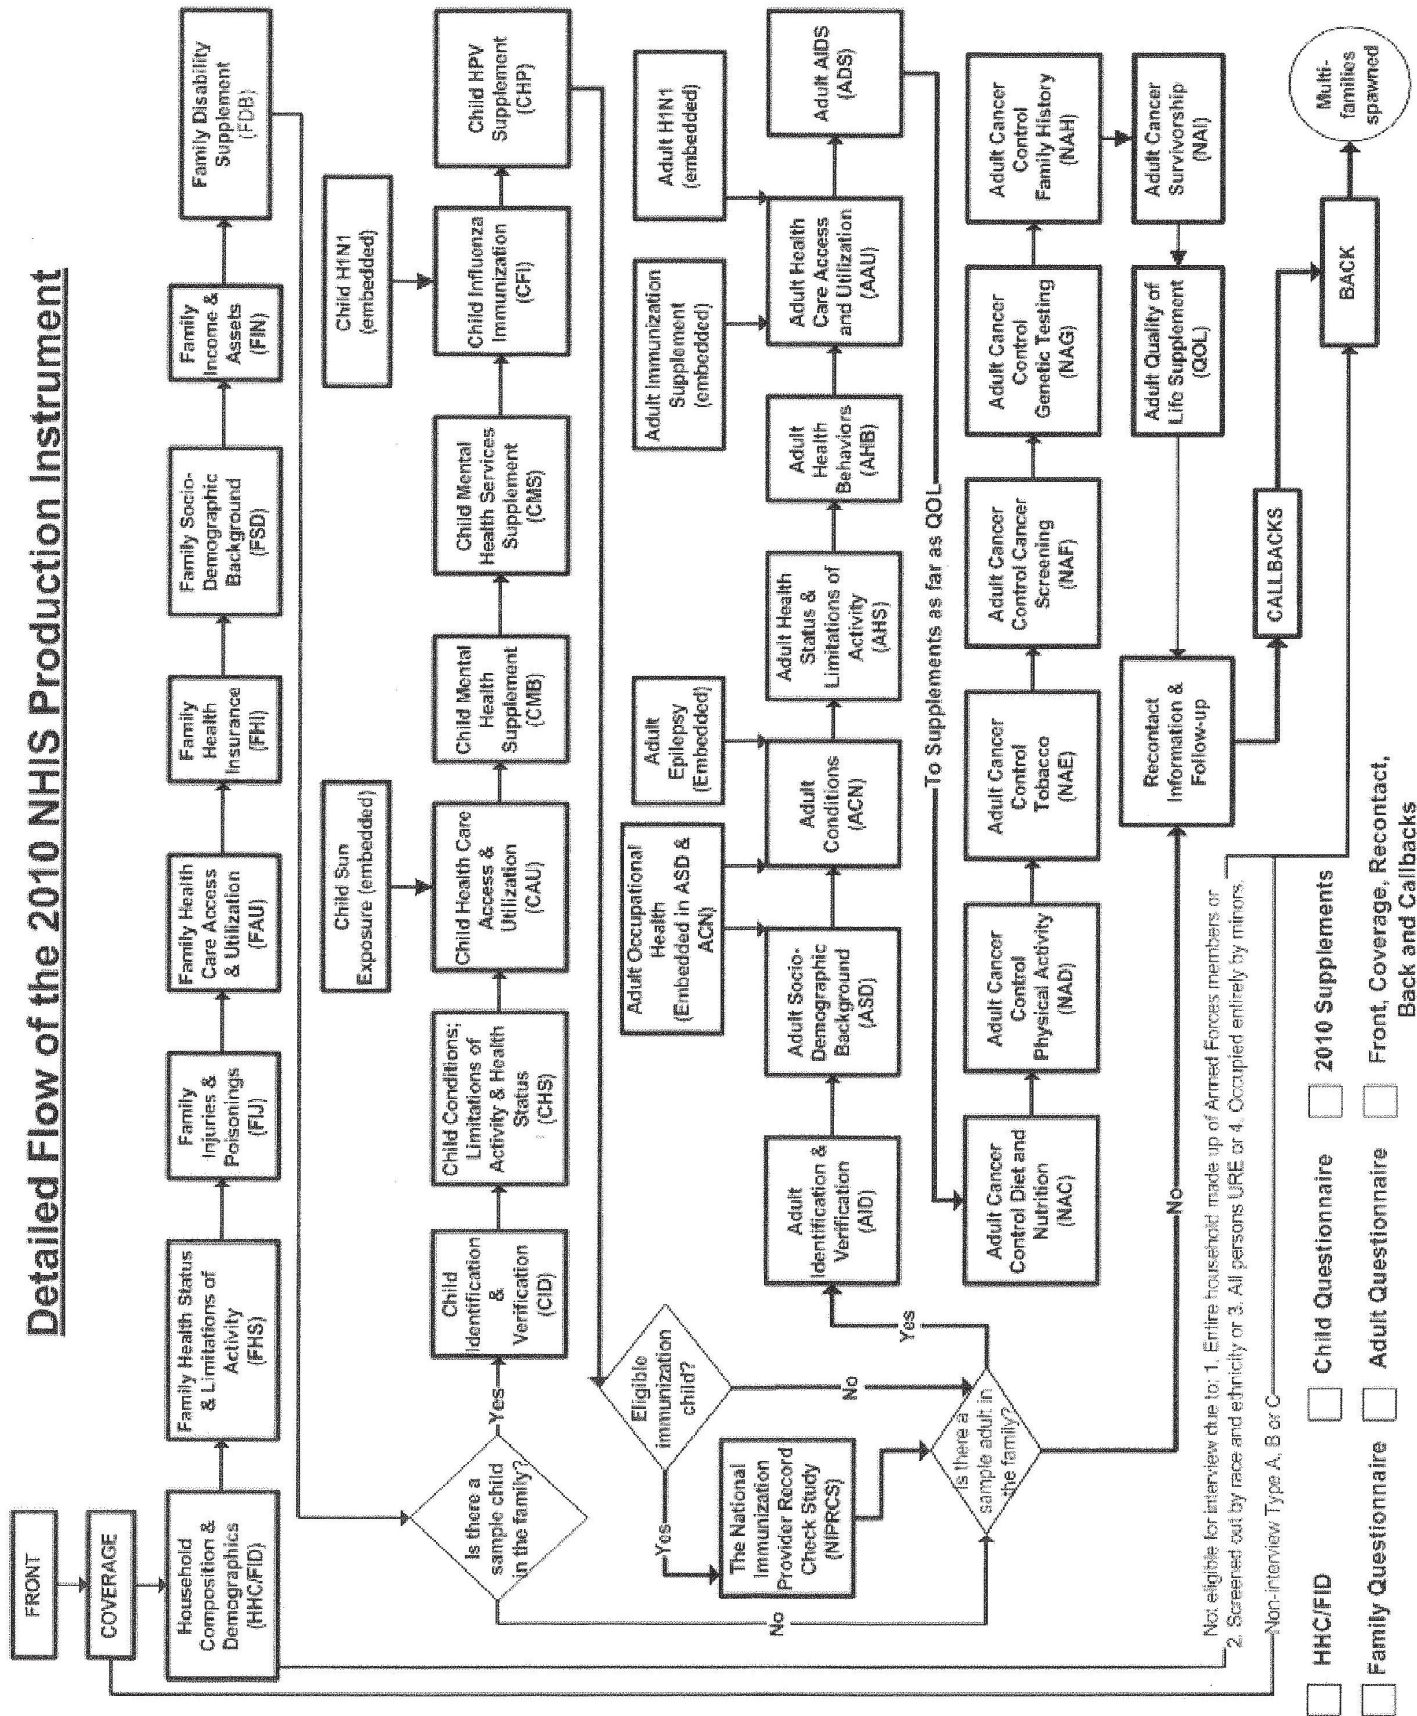 Detailed Flow of the 2010 NHIS Production Instrument
FRONT
COVERAGE
Household
Composition &
Demographics
(HHC/FID)
Family Health Status
& Limitations of
Activity
(FHS)
Family
Injuries &
Poisonings
(FIJ)
Family Health
Care Access
& Utilization
(FAU)
Family
Health
Insurance
(FHI)
Family Socio-
Demographic
Background
(FSD)
Family
Income &
Assets
(FIN)
Family Disability
Supplement
(FDB)
Is there a
sample child
in the family?
Yes
No
Child
Identification
&
Verification
(CID)
Child Conditions;
Limitations of
Activity & Health
Status
(CHS)
Child Sun
Exposure (embedded)
Child Health Care
Access &
Utilization
(CAU)
Child Mental
Health
Supplement
(CMB)
Child Mental
Health Services
Supplement
(CMS)
Child H1N1
(embedded)
Child Influenza
Immunization
(CFI)
Child HPV
Supplement
(CHP)
Eligible
immunization
child?
Yes
No
The National
Immunization
Provider Record
Check Study
(NIPRCS)
Is there a
sample adult in
the family?
Yes
No
Adult
Identification &
Verification
(AID)
Adult Occupational
Health
(Embedded in ASD &
ACN)
Adult Socio-
Demographic
Background
(ASD)
Adult
Epilepsy
(Embedded)
Adult
Conditions
(ACN)
Adult Health
Status &
Limitations of
Activity
(AHS)
Adult
Health
Behaviors
(AHB)
Adult Immunization
Supplement
(embedded)
Adult H1N1
(embedded)
Adult Health
Care Access
and Utilization
(AAU)
Adult AIDS
(ADS)
To Supplements as far as QOL
Adult Cancer
Control Diet and
Nutrition
(NAC)
Adult Cancer
Control
Physical Activity
(NAD)
Adult Cancer
Control
Tobacco
(NAE)
Adult Cancer
Control Cancer
Screening
(NAF)
Adult Cancer
Control
Genetic Testing
(NAG)
Adult Cancer
Control
Family History
(NAH)
Adult Cancer
Survivorship
(NAI)
Adult Quality of
Life Supplement
(QOL)
Recontact
Information &
Follow-up
CALLBACKS
BACK
Multi-
families
spawned
Not eligible for interview due to: 1. Entire household made up of Armed Forces members or
2. Screened out by race and ethnicity or 3. All persons URE or 4. Occupied entirely by minors.
Non-interview Type A, B or C
HHC/FID
Child Questionnaire
2010 Supplements
Family Questionnaire
Adult Questionnaire
Front, Coverage, Recontact,
Back and Callbacks